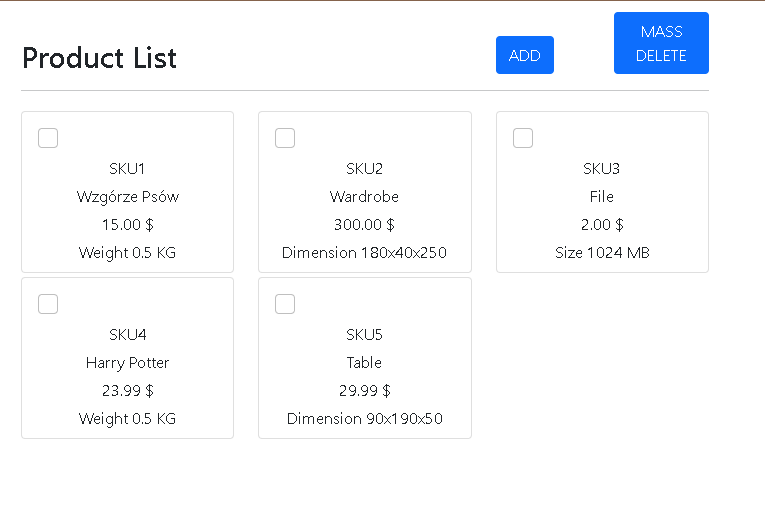 Product List
ADD
MASS
DELETE
SKU1
Wzgórze Psów
15.00 $
Weight 0.5 KG
SKU2
Wardrobe
300.00 $
Dimension 180x40x250
SKU3
File
2.00 $
Size 1024 MB
SKU4
Harry Potter
23.99 $
Weight 0.5 KG
SKU5
Table
29.99 $
Dimension 90x190x50